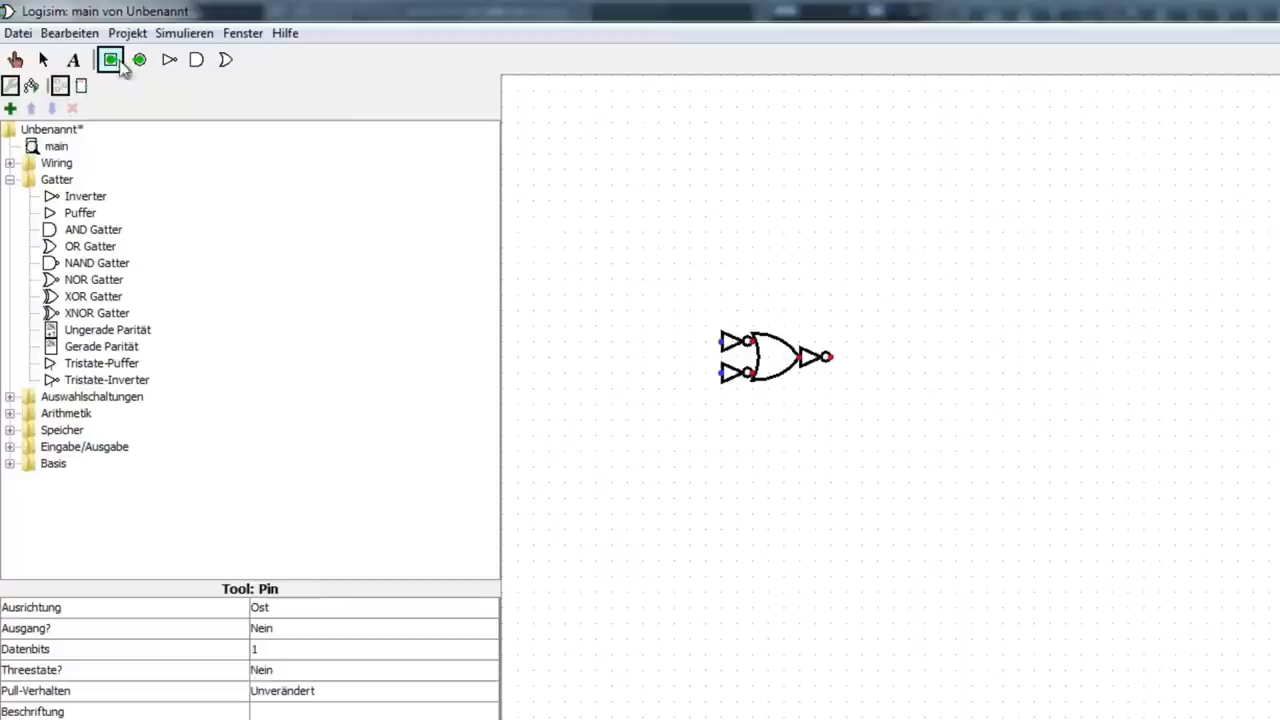 Logisim: main von Unbenannt
Datei Bearbeiten Projekt Simulieren Fenster Hilfe
A
Unbenannt*
main
Wiring
Gatter
Inverter
Puffer
AND Gatter
OR Gatter
NAND Gatter
NOR Gatter
XOR Gatter
XNOR Gatter
Ungerade Parität
Gerade Parität
Tristate-Puffer
Tristate-Inverter
Auswahlschaltungen
Arithmetik
Speicher
Eingabe/Ausgabe
Basis
Tool: Pin
Ausrichtung Ost
Ausgang? Nein
Datenbits 1
Threestate? Nein
Pull-Verhalten Unverändert
Beschriftung